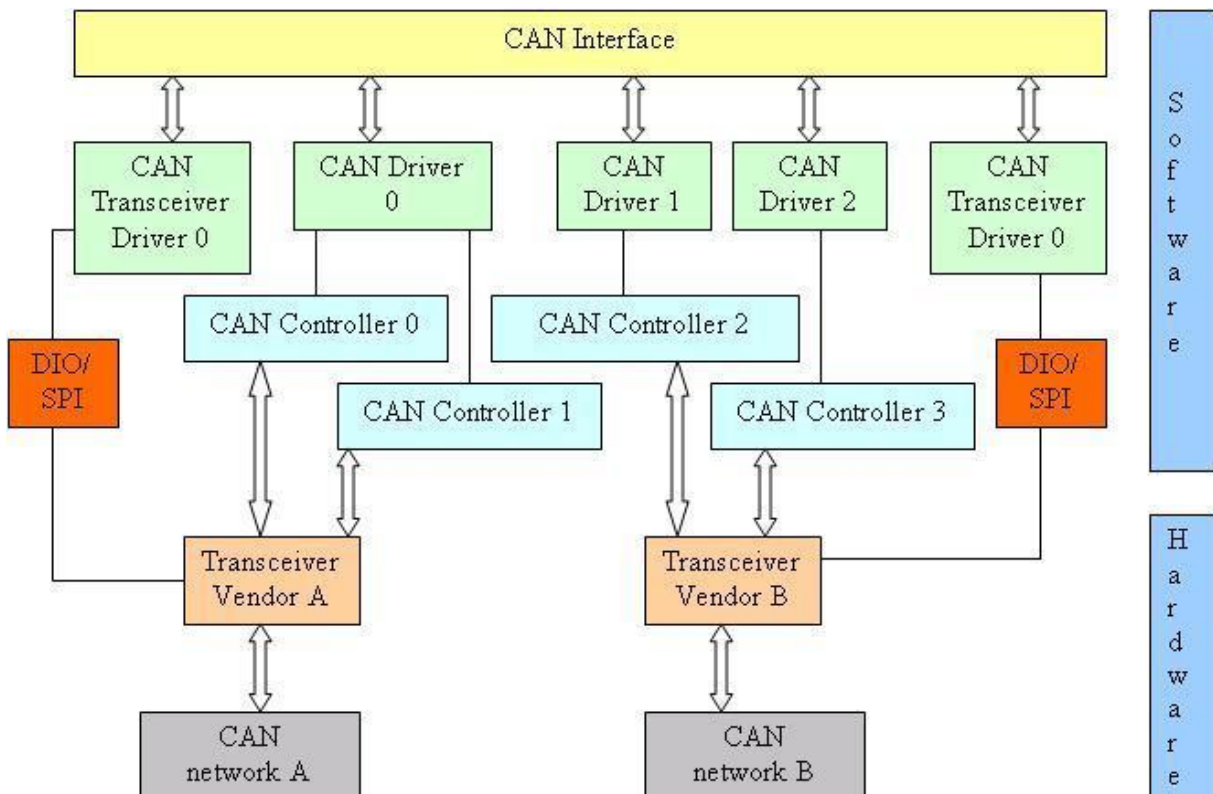 CAN Interface
CAN
Transceiver
Driver 0
CAN Driver
0
CAN
Driver 1
CAN
Driver 2
CAN
Transceiver
Driver 0
CAN Controller 0
CAN Controller 2
DIO/
SPI
DIO/
SPI
CAN Controller 1
CAN Controller 3
Transceiver
Vendor A
Transceiver
Vendor B
CAN
network A
CAN
network B
Software
Hardware